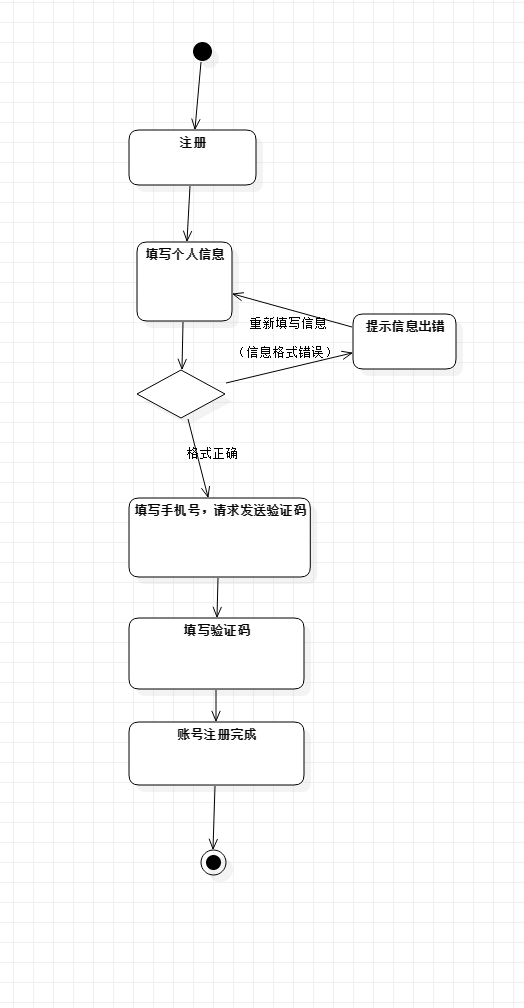 注册
填写个人信息
重新填写信息
提示信息出错
（信息格式错误）
格式正确
填写手机号，请求发送验证码
填写验证码
账号注册完成